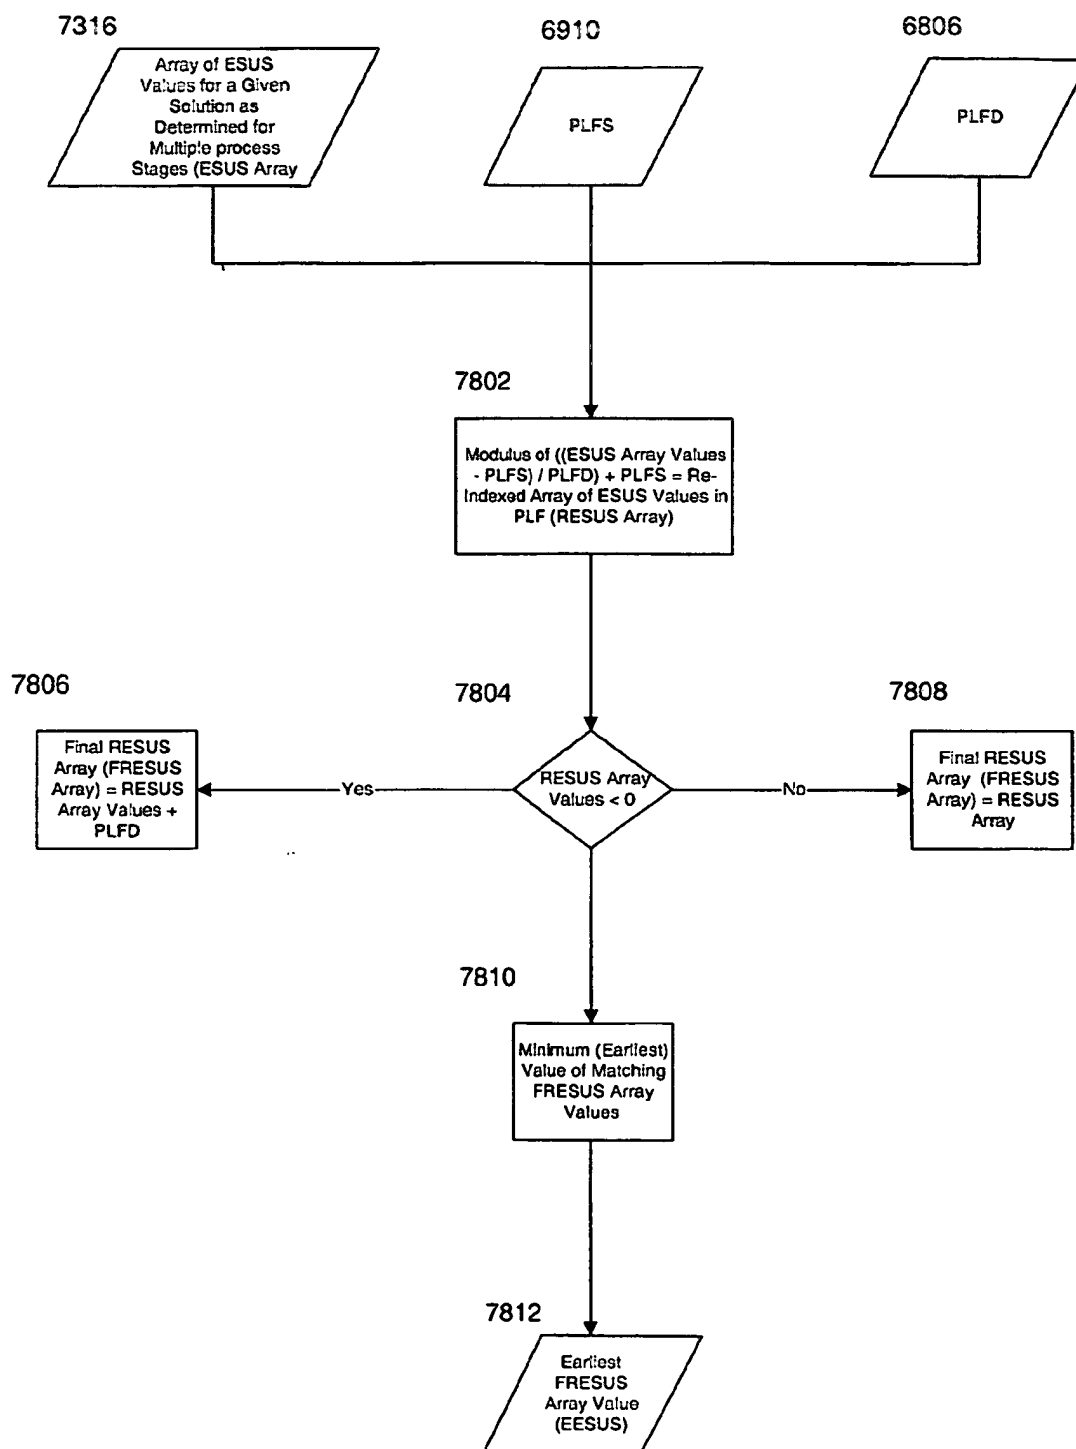 7316
6910
6806
Array of ESUS
Values for a Given
Solution as
Determined for
Multiple process
Stages (ESUS Array
PLFS
PLFD
7802
Modulus of ((ESUS Array Values
- PLFS) / PLFD) + PLFS = Re-
Indexed Array of ESUS Values in
PLF (RESUS Array)
7806
7804
7808
Final RESUS
Array (FRESUS
Array) = RESUS
Array Values +
PLFD
Yes
RESUS Array
Values < 0
No
Final RESUS
Array (FRESUS
Array) = RESUS
Array
7810
Minimum (Earliest)
Value of Matching
FRESUS Array
Values
7812
Earliest
FRESUS
Array Value
(EESUS)